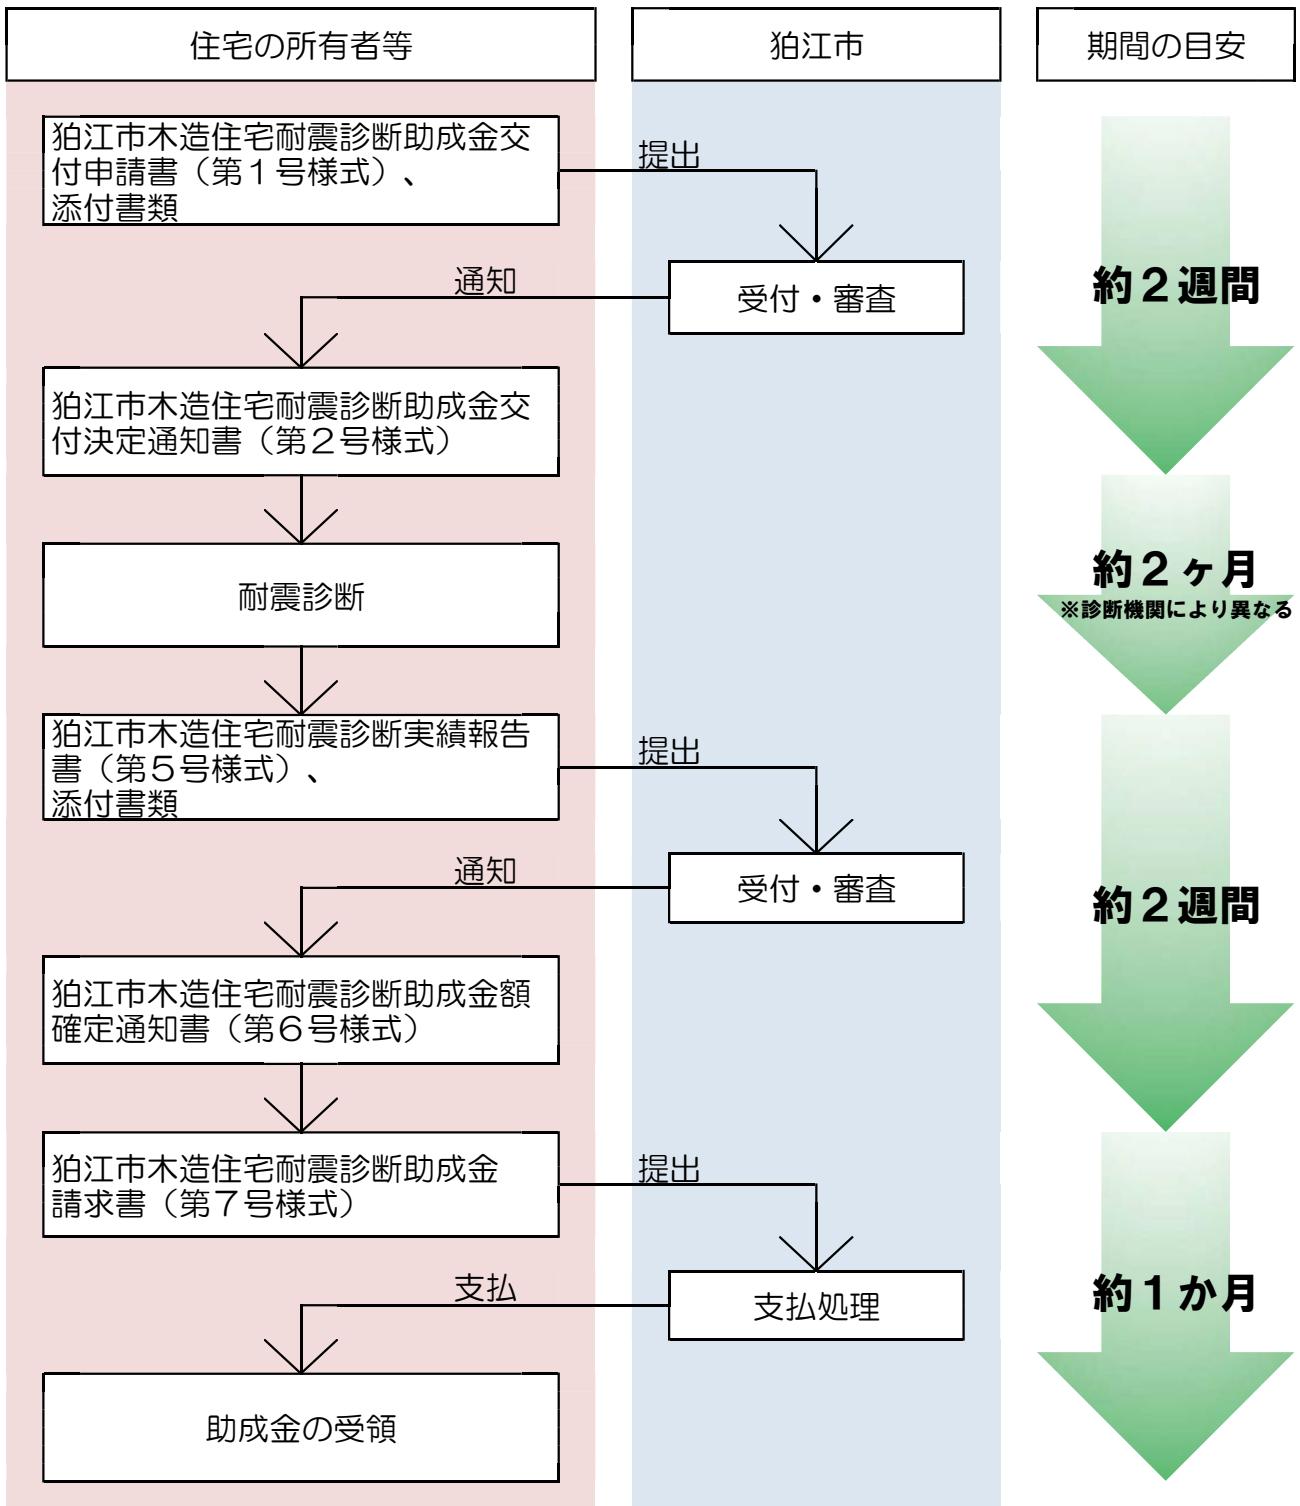 住宅の所有者等
狛江市
期間の目安
狛江市木造住宅耐震診断助成金交
付申請書（第１号様式）、
添付書類
提出
受付・審査
約２週間
通知
狛江市木造住宅耐震診断助成金交
付決定通知書（第２号様式）
耐震診断
約２ヶ月
※診断機関により異なる
狛江市木造住宅耐震診断実績報告
書（第５号様式）、
添付書類
提出
受付・審査
約２週間
通知
狛江市木造住宅耐震診断助成金額
確定通知書（第６号様式）
狛江市木造住宅耐震診断助成金
請求書（第７号様式）
提出
支払処理
約１か月
支払
助成金の受領